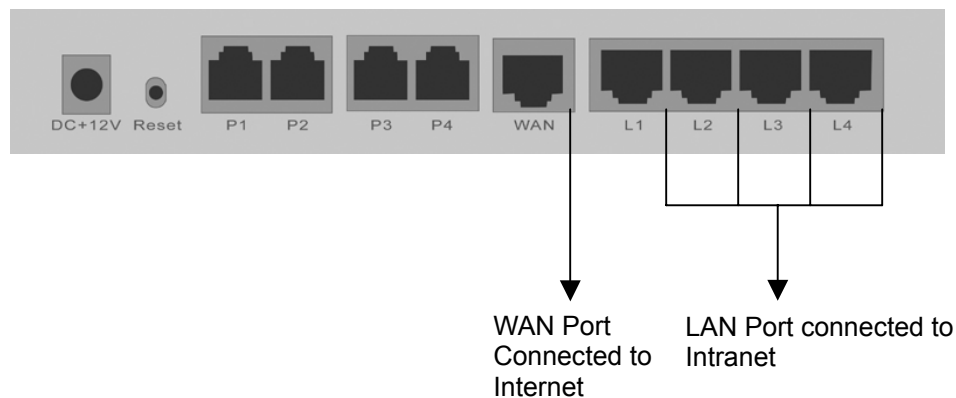 DC+12V Reset P1 P2 P3 P4 WAN L1 L2 L3 L4
WAN Port
Connected to
Internet
LAN Port connected to
Intranet